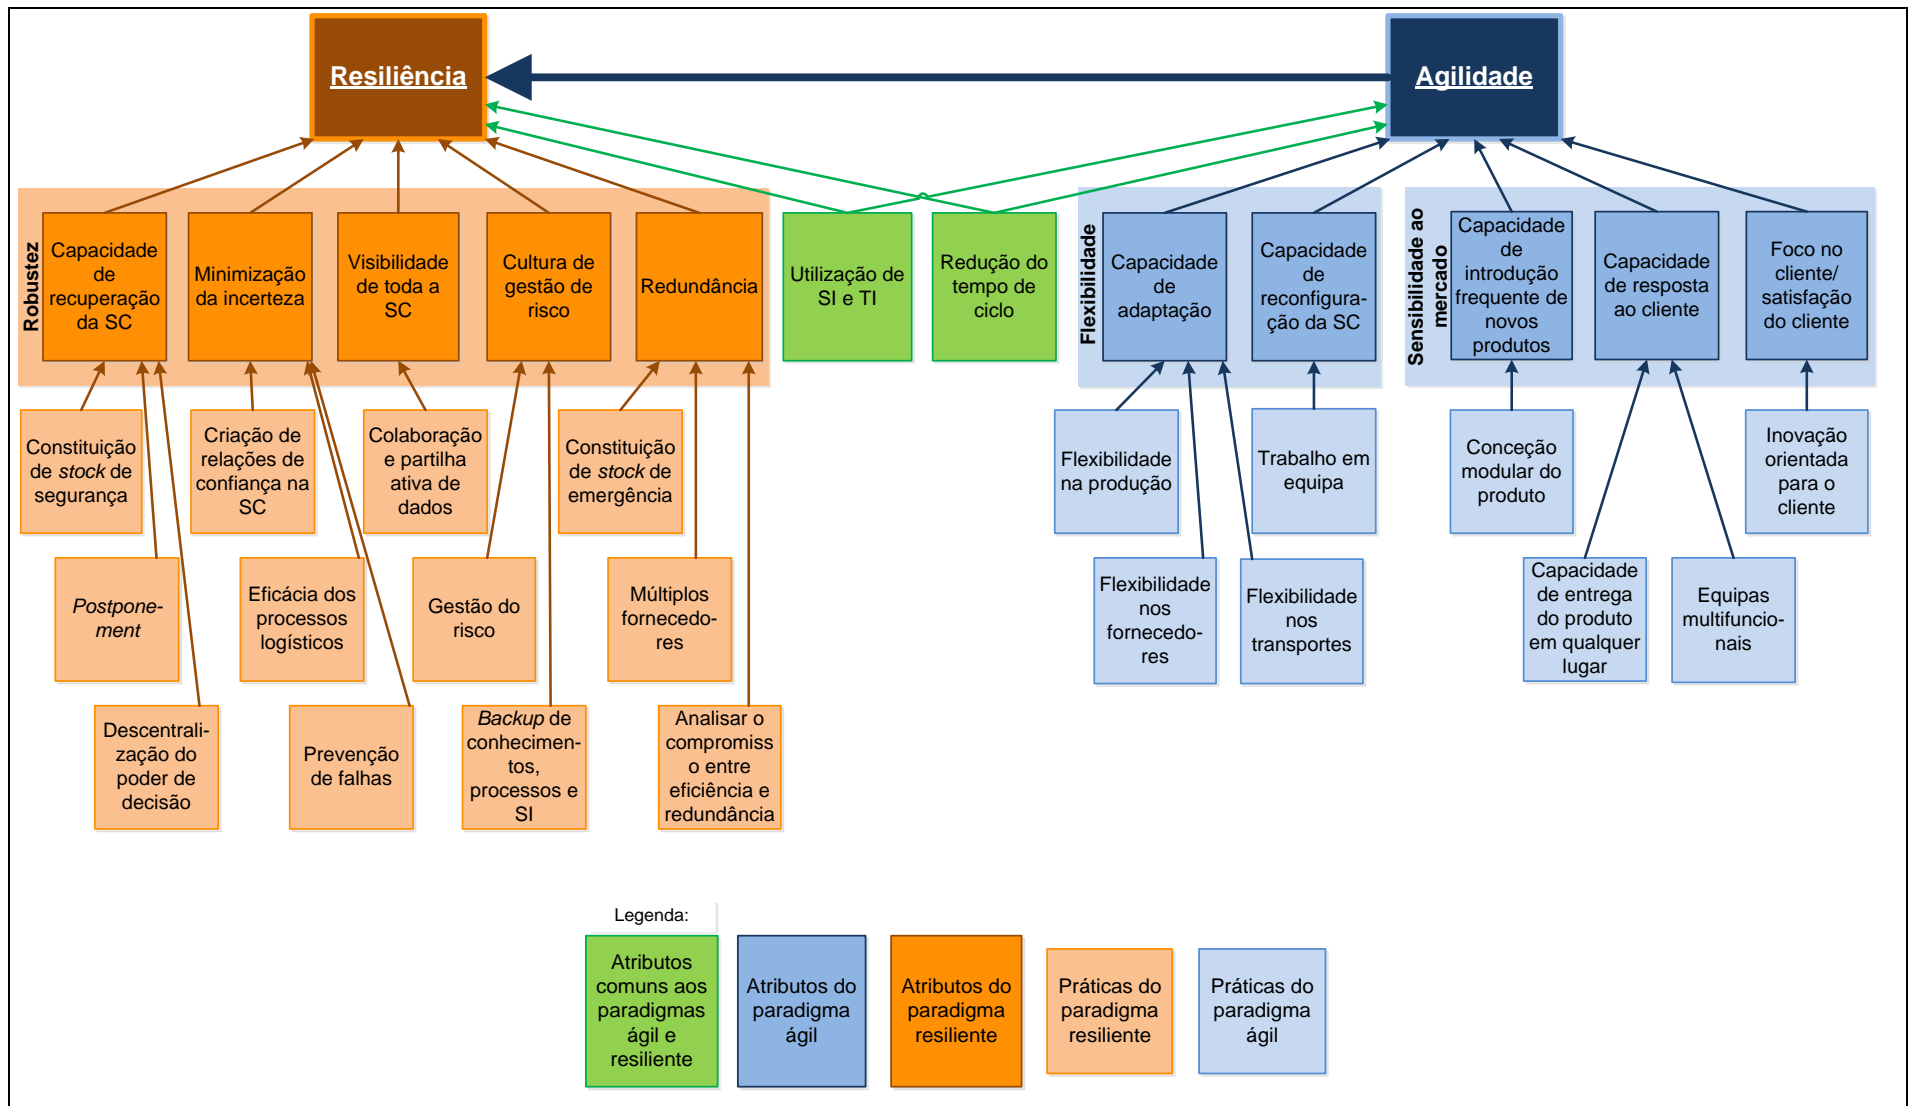 Resiliência
Agilidade
Robustez
Capacidade
de
recuperação
da SC
Minimização
da incerteza
Visibilidade
de toda a
SC
Cultura de
gestão de
risco
Redundância
Utilização de
SI e TI
Redução do
tempo de
ciclo
Flexibilidade
Capacidade
de
adaptação
Capacidade
de
reconfigura-
ção da SC
Sensibilidade ao
mercado
Capacidade
de
introdução
frequente de
novos
produtos
Capacidade
de resposta
ao cliente
Foco no
cliente/
satisfação
do cliente
Constituição
de stock de
segurança
Criação de
relações de
confiança na
SC
Colaboração
e partilha
ativa de
dados
Constituição
de stock de
emergência
Flexibilidade
na produção
Trabalho em
equipa
Conceção
modular do
produto
Inovação
orientada
para o
cliente
Postpone-
ment
Eficácia dos
processos
logísticos
Gestão do
risco
Múltiplos
fornecedo-
res
Flexibilidade
nos
fornecedo-
res
Flexibilidade
nos
transportes
Capacidade
de entrega
do produto
em qualquer
lugar
Equipas
multifuncio-
nais
Descentrali-
zação do
poder de
decisão
Prevenção
de falhas
Backup de
conhecimen-
tos,
processos e
SI
Analisar o
compromiss
o entre
eficiência e
redundância
Legenda:
Atributos
comuns aos
paradigmas
ágil e
resiliente
Atributos do
paradigma
ágil
Atributos do
paradigma
resiliente
Práticas do
paradigma
resiliente
Práticas do
paradigma
ágil